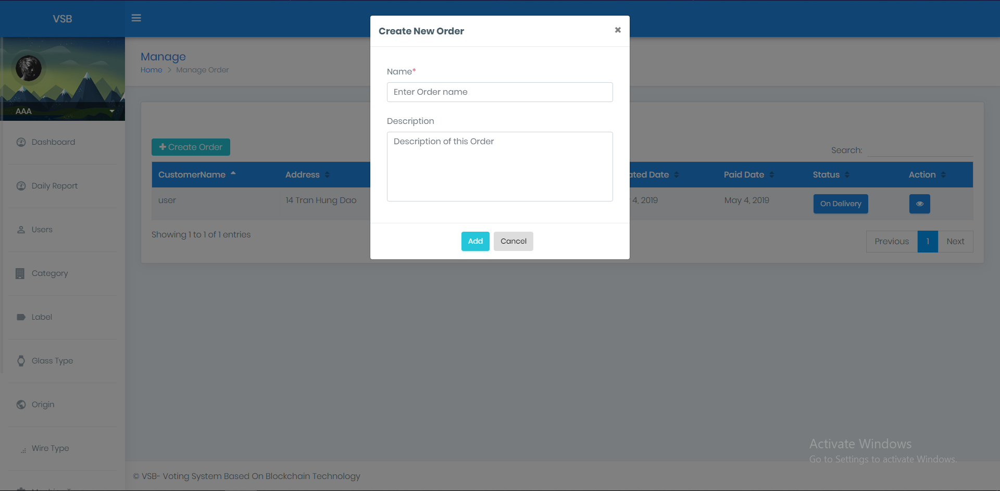 VSB
Create New Order
Manage
Home > Manage Order
Name*
Enter Order name
AAA
Description
Description of this Order
Dashboard
Create Order
Search:
CustomerName Address ated Date Paid Date Status Action
Daily Report
user 14 Tran Hung Dao 4, 2019 May 4, 2019 On Delivery
Users
Showing 1 to 1 of 1 entries
Add Cancel
Previous 1 Next
Category
Label
Glass Type
Origin
Wire Type
Activate Windows
Go to Settings to activate Windows.
© VSB- Voting System Based On Blockchain Technology